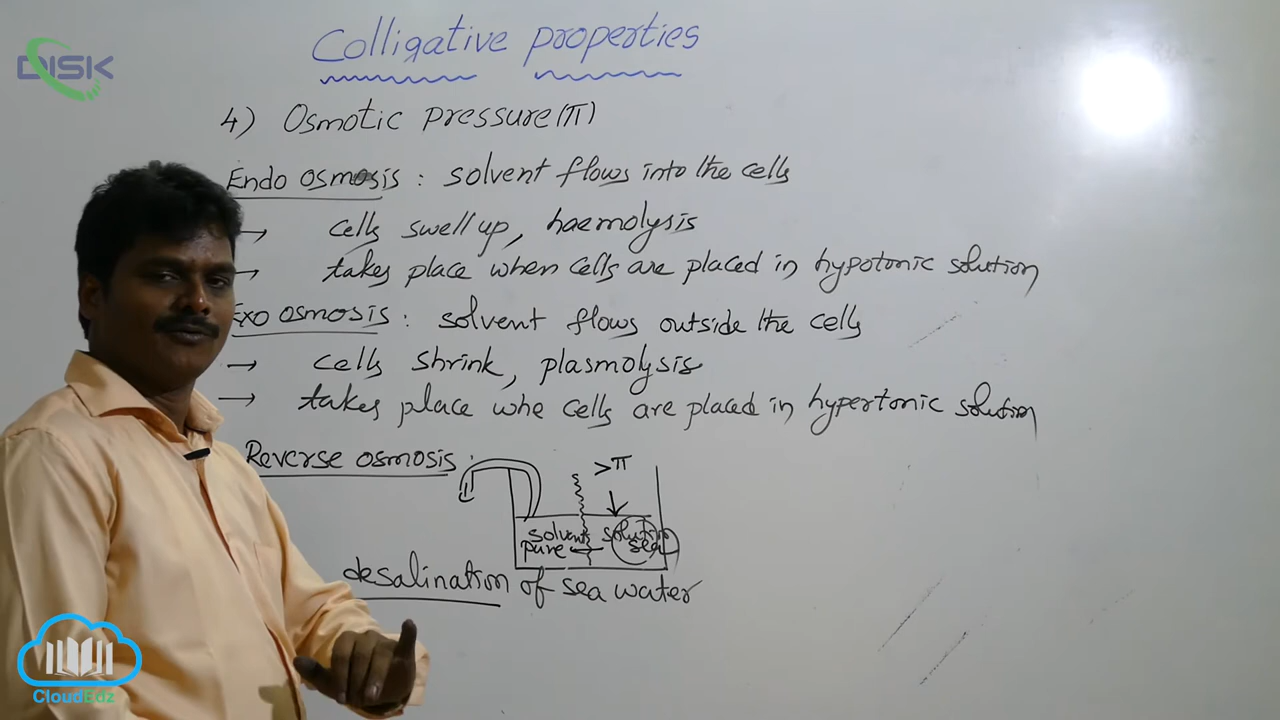 DISK
Colligative properties
4) Osmotic Pressure (π)
Endo osmosis : solvent flows into the cells
→ cells swell up, haemolysis
→ takes place when cells are placed in hypotonic solution
Exo osmosis : solvent flows outside the cells
→ cells shrink, plasmolysis
→ takes place whe cells are placed in hypertonic solution
Reverse osmosis :
>π
solvent solution
pure sea
desalination of sea water
CloudEdz